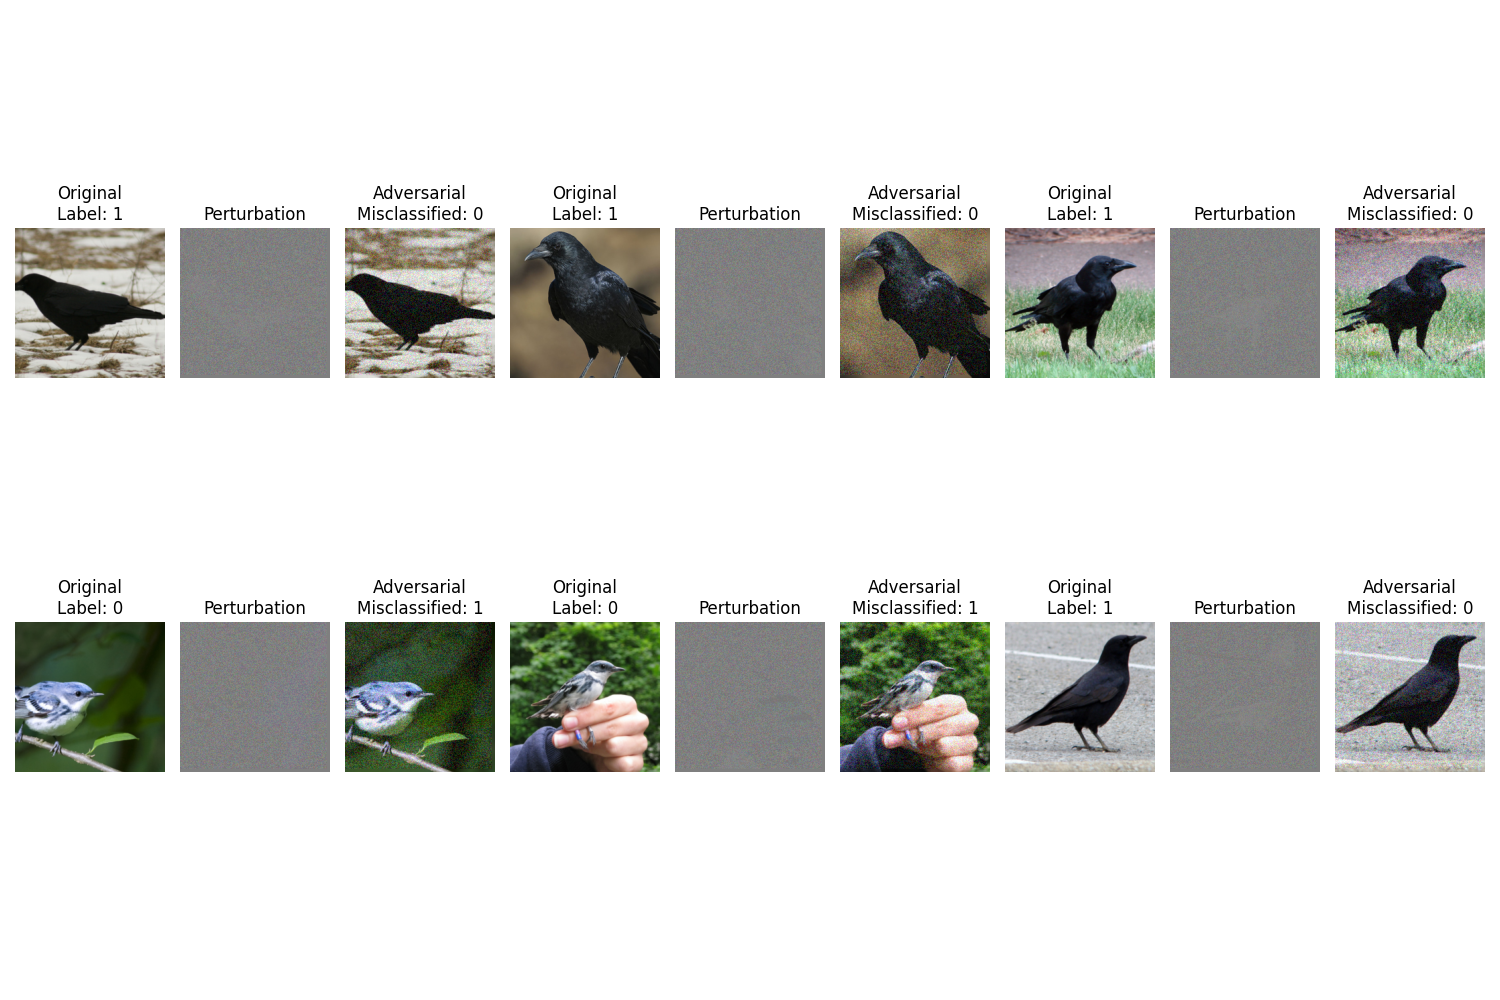 Original
Label: 1
Perturbation
Adversarial
Misclassified: 0
Original
Label: 1
Perturbation
Adversarial
Misclassified: 0
Original
Label: 1
Perturbation
Adversarial
Misclassified: 0
Original
Label: 0
Perturbation
Adversarial
Misclassified: 1
Original
Label: 0
Perturbation
Adversarial
Misclassified: 1
Original
Label: 1
Perturbation
Adversarial
Misclassified: 0